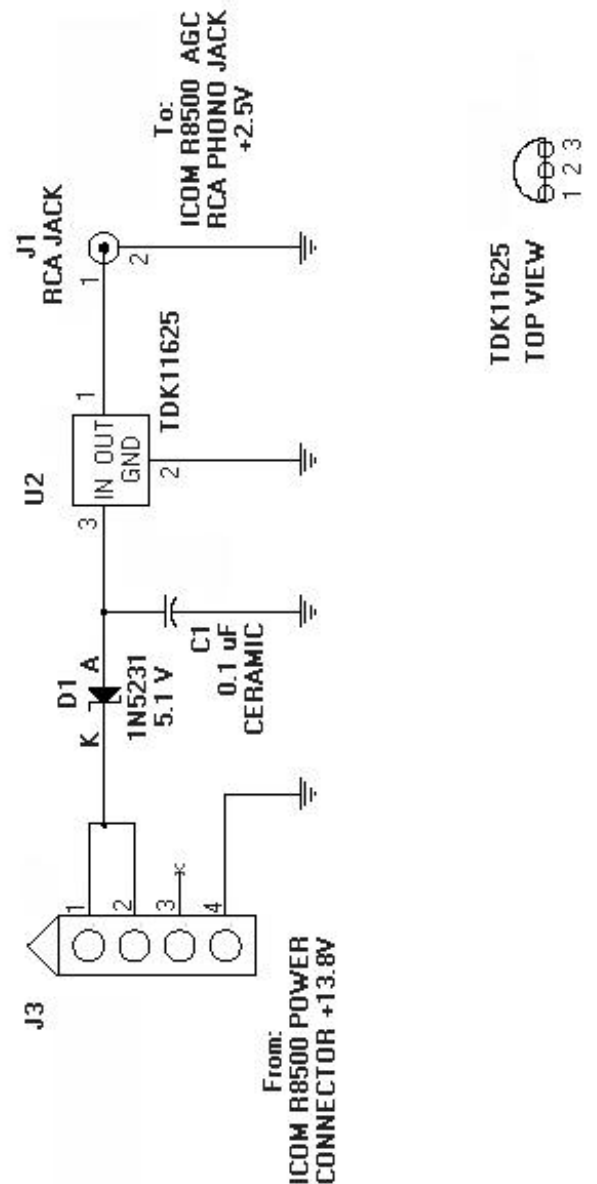 J3
1
2
3
4
From:
ICOM R8500 POWER
CONNECTOR +13.8V
K
D1
A
1N5231
5.1 V
C1
0.1 uF
CERAMIC
U2
3
IN OUT
GND
1
2
TDK11625
J1
RCA JACK
1
2
To:
ICOM R8500 AGC
RCA PHONO JACK
+2.5V
TDK11625
TOP VIEW
1 2 3